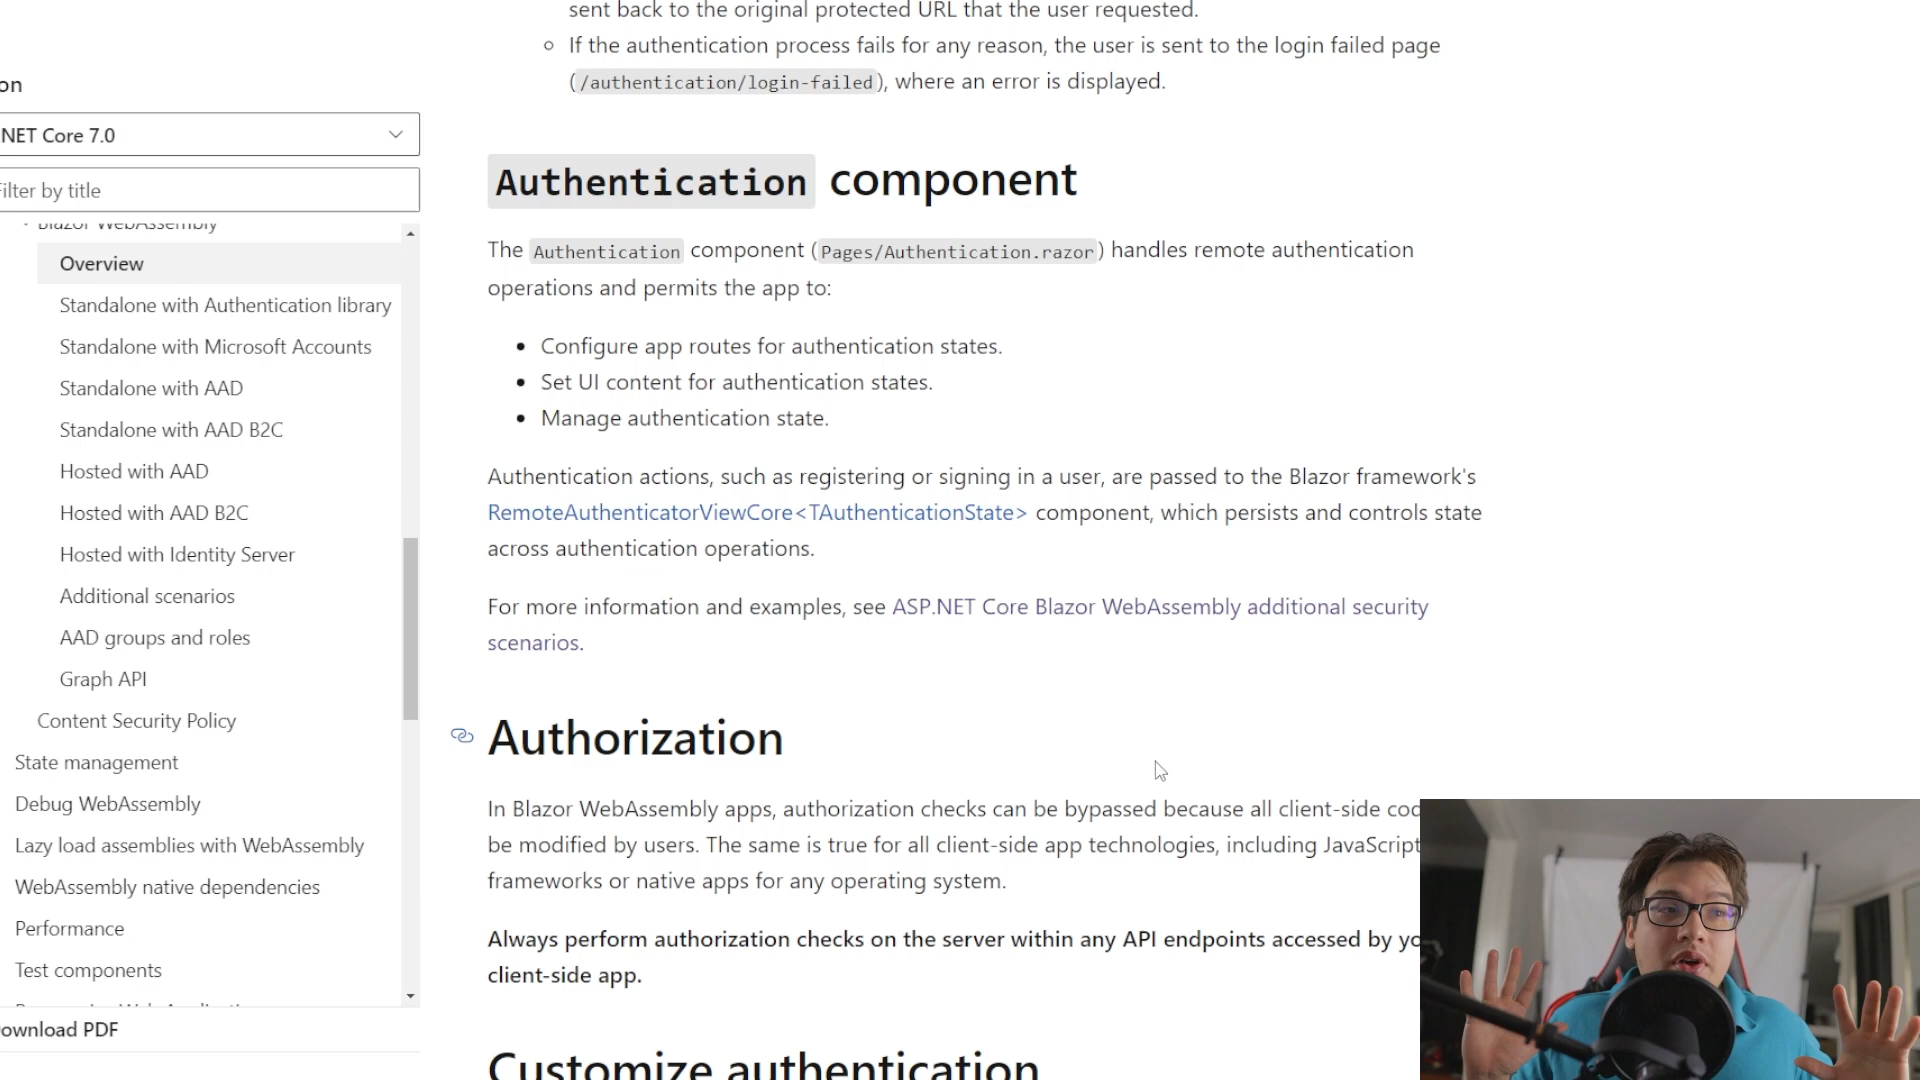 on
NET Core 7.0
Filter by title
Blazor WebAssembly
Overview
Standalone with Authentication library
Standalone with Microsoft Accounts
Standalone with AAD
Standalone with AAD B2C
Hosted with AAD
Hosted with AAD B2C
Hosted with Identity Server
Additional scenarios
AAD groups and roles
Graph API
Content Security Policy
State management
Debug WebAssembly
Lazy load assemblies with WebAssembly
WebAssembly native dependencies
Performance
Test components
ownload PDF
sent back to the original protected URL that the user requested.
If the authentication process fails for any reason, the user is sent to the login failed page
(/authentication/login-failed), where an error is displayed.
Authentication component
The Authentication component (Pages/Authentication.razor) handles remote authentication
operations and permits the app to:
• Configure app routes for authentication states.
• Set UI content for authentication states.
• Manage authentication state.
Authentication actions, such as registering or signing in a user, are passed to the Blazor framework's
RemoteAuthenticatorViewCore<TAuthenticationState> component, which persists and controls state
across authentication operations.
For more information and examples, see ASP.NET Core Blazor WebAssembly additional security
scenarios.
Authorization
In Blazor WebAssembly apps, authorization checks can be bypassed because all client-side cod
be modified by users. The same is true for all client-side app technologies, including JavaScript
frameworks or native apps for any operating system.
Always perform authorization checks on the server within any API endpoints accessed by yo
client-side app.
Customize authentication